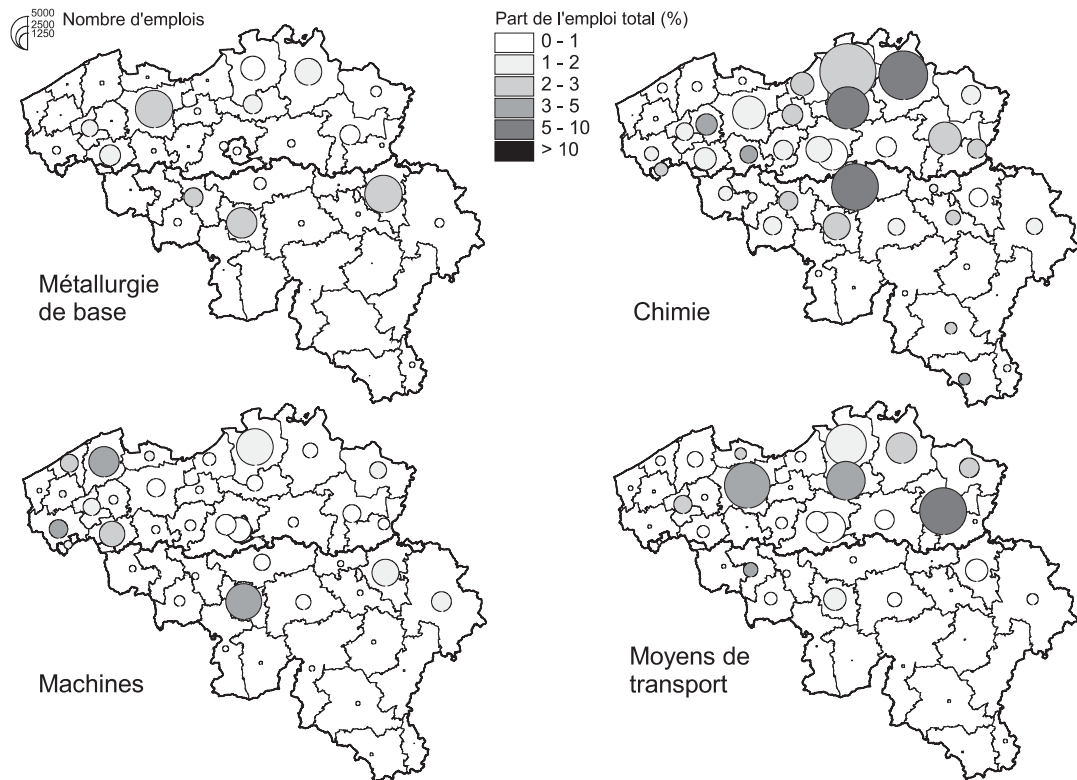 5000
2500
1250
Nombre d'emplois
Part de l'emploi total (%)
0 - 1
1 - 2
2 - 3
3 - 5
5 - 10
> 10
Métallurgie
de base
Chimie
Machines
Moyens de
transport